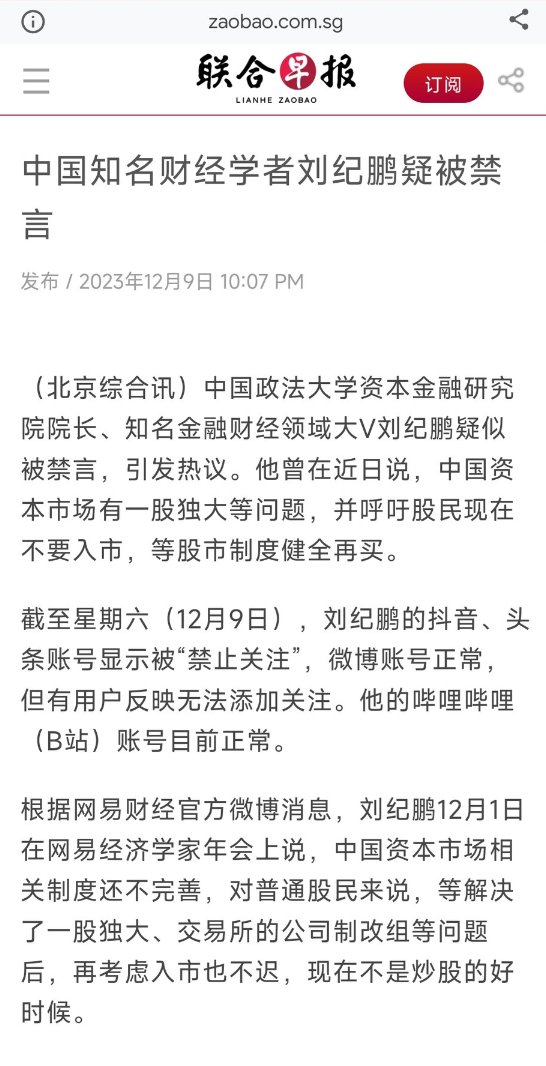 zaobao.com.sg
联合早报
LIANHE ZAOBAO
订阅
中国知名财经学者刘纪鹏疑被禁
言
发布 / 2023年12月9日 10:07 PM
（北京综合讯）中国政法大学资本金融研究
院院长、知名金融财经领域大V刘纪鹏疑似
被禁言，引发热议。他曾在近日说，中国资
本市场有一股独大等问题，并呼吁股民现在
不要入市，等股市制度健全再买。
截至星期六（12月9日），刘纪鹏的抖音、头
条账号显示被“禁止关注”，微博账号正常，
但有用户反映无法添加关注。他的哔哩哔哩
（B站）账号目前正常。
根据网易财经官方微博消息，刘纪鹏12月1日
在网易经济学家年会上说，中国资本市场相
关制度还不完善，对普通股民来说，等解决
了一股独大、交易所的公司制改组等问题
后，再考虑入市也不迟，现在不是炒股的好
时候。